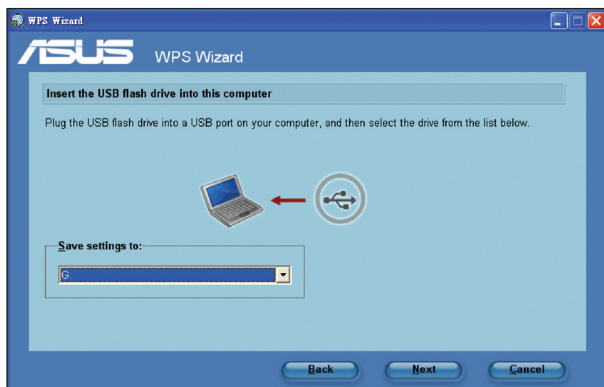 WPS Wizard
ASUS WPS Wizard
Insert the USB flash drive into this computer
Plug the USB flash drive into a USB port on your computer, and then select the drive from the list below.
Save settings to:
G:
Back Next Cancel